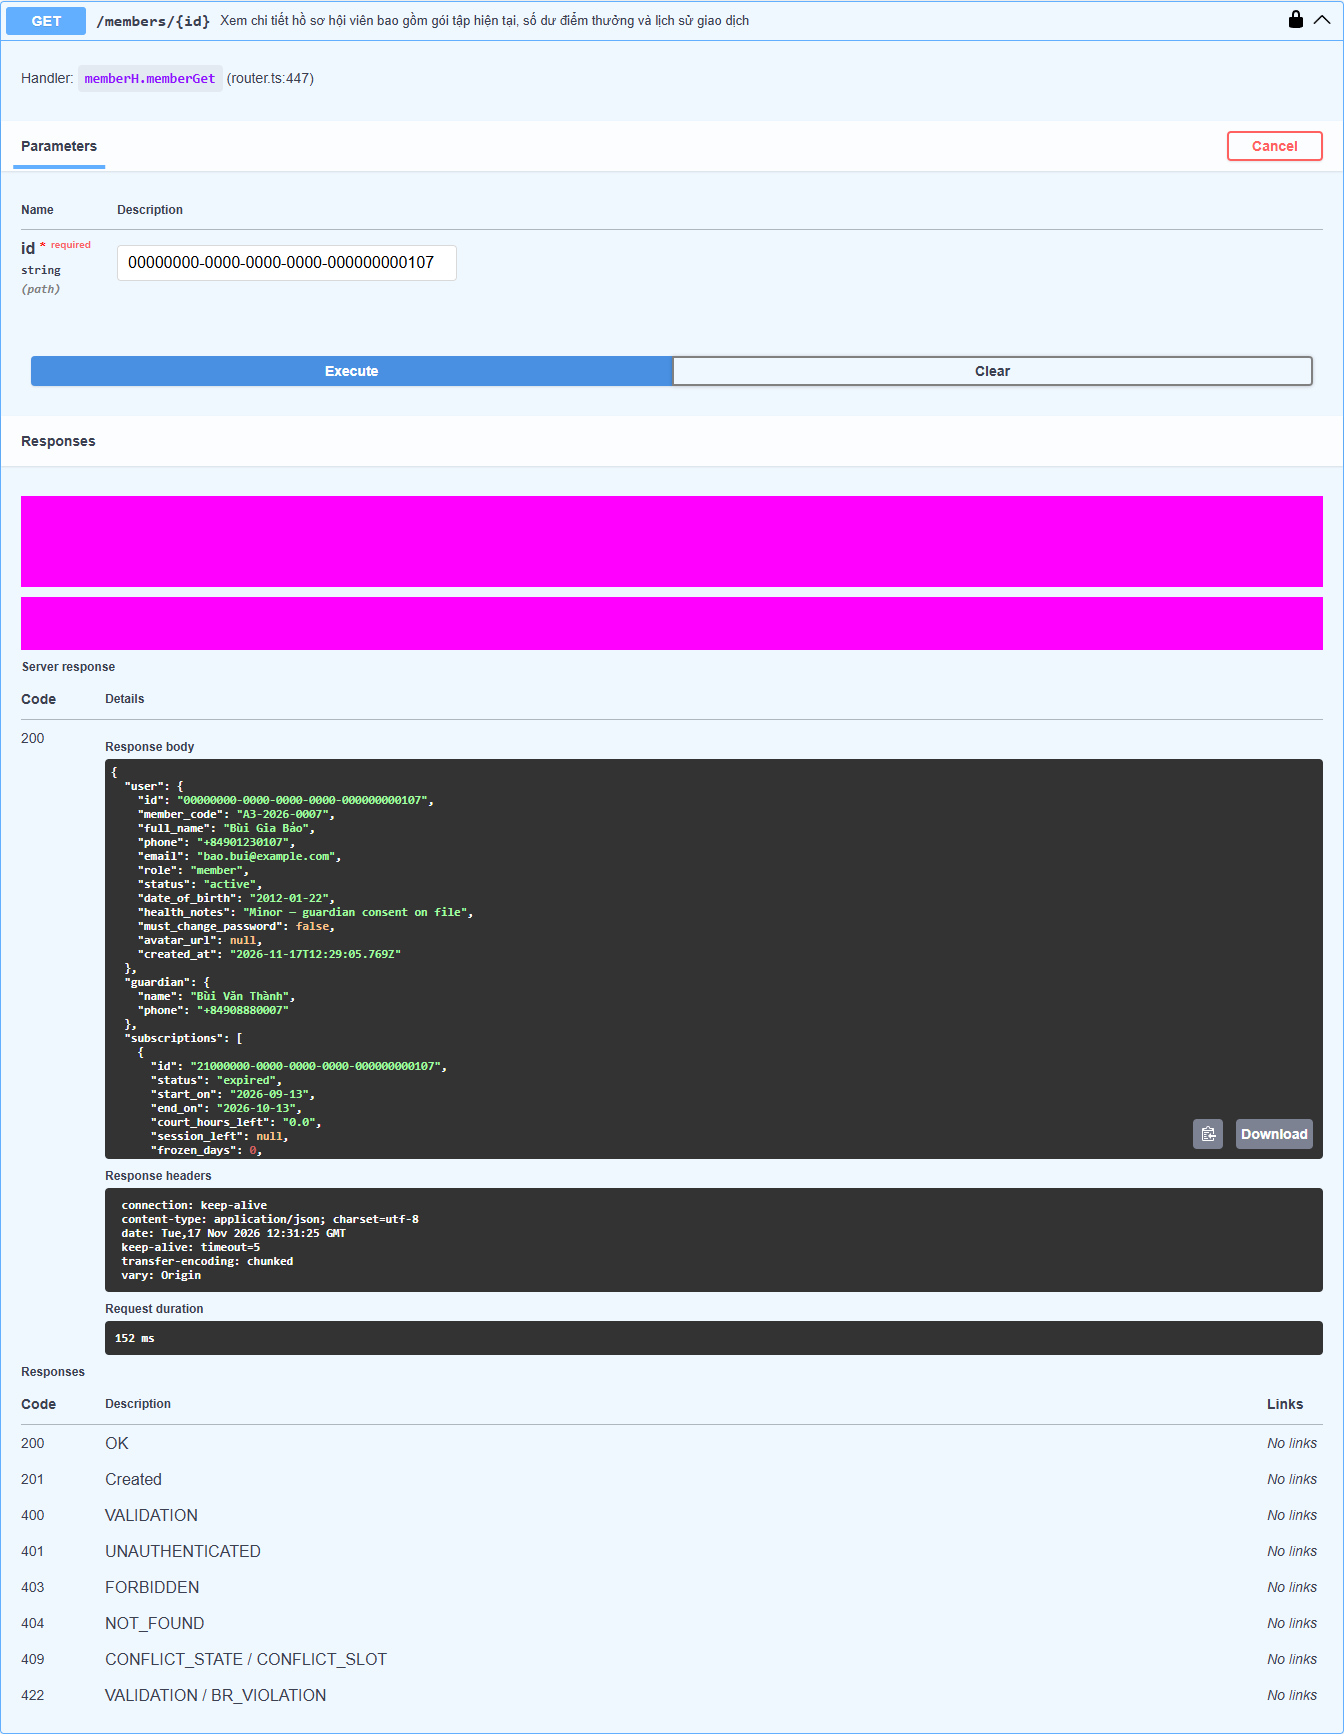 GET /members/{id} Xem chi tiết hồ sơ hội viên bao gồm gói tập hiện tại, số dư điểm thưởng và lịch sử giao dịch
Handler: memberH.memberGet (router.ts:447)
Parameters
Cancel
Name Description
id * required
string
(path)
00000000-0000-0000-0000-000000000107
Execute Clear
Responses
Server response
Code Details
200
Response body
{
  "user": {
    "id": "00000000-0000-0000-0000-000000000107",
    "member_code": "A3-2026-0007",
    "full_name": "Bùi Gia Bảo",
    "phone": "+84901230107",
    "email": "bao.bui@example.com",
    "role": "member",
    "status": "active",
    "date_of_birth": "2012-01-22",
    "health_notes": "Minor — guardian consent on file",
    "must_change_password": false,
    "avatar_url": null,
    "created_at": "2026-11-17T12:29:05.769Z"
  },
  "guardian": {
    "name": "Bùi Văn Thành",
    "phone": "+84908880007"
  },
  "subscriptions": [
    {
      "id": "21000000-0000-0000-0000-000000000107",
      "status": "expired",
      "start_on": "2026-09-13",
      "end_on": "2026-10-13",
      "court_hours_left": "0.0",
      "session_left": null,
      "frozen_days": 0,
Download
Response headers
connection: keep-alive
content-type: application/json; charset=utf-8
date: Tue,17 Nov 2026 12:31:25 GMT
keep-alive: timeout=5
transfer-encoding: chunked
vary: Origin
Request duration
152 ms
Responses
Code Description Links
200 OK No links
201 Created No links
400 VALIDATION No links
401 UNAUTHENTICATED No links
403 FORBIDDEN No links
404 NOT_FOUND No links
409 CONFLICT_STATE / CONFLICT_SLOT No links
422 VALIDATION / BR_VIOLATION No links